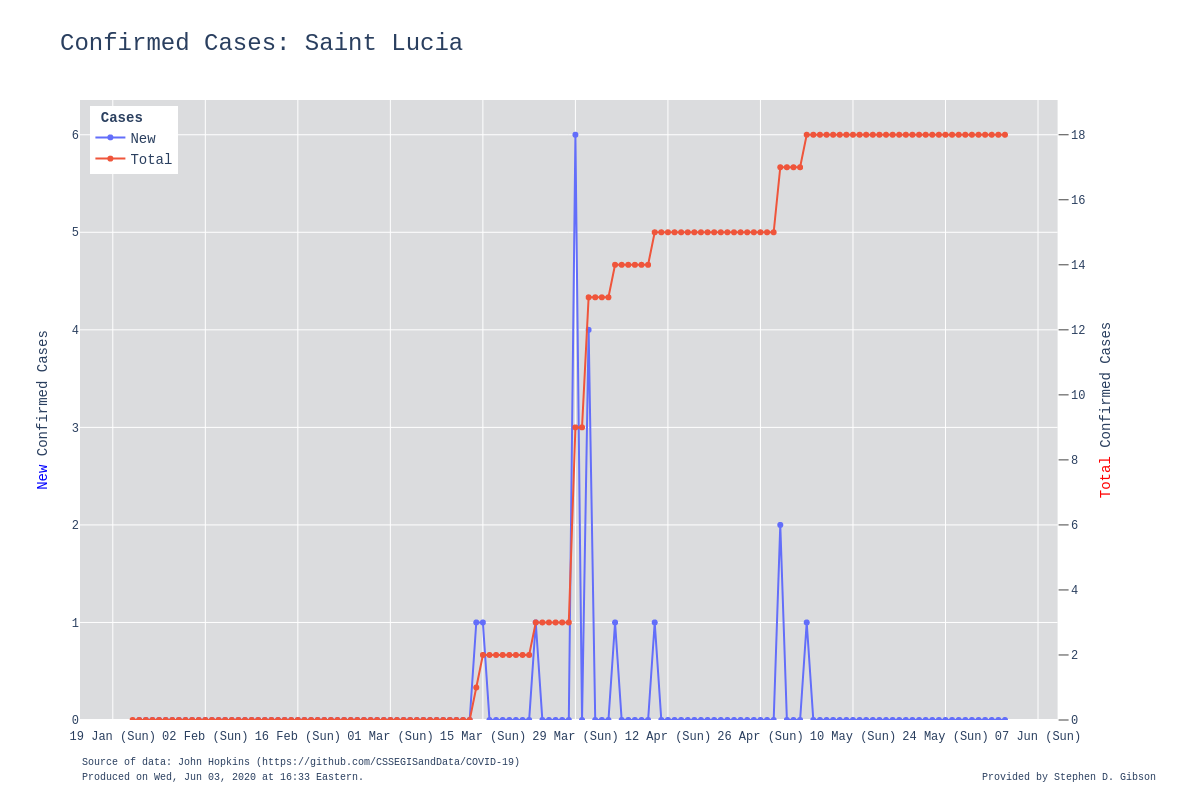 Confirmed Cases: Saint Lucia
Cases
New
Total
6
5
4
3
2
1
0
New Confirmed Cases
18
16
14
12
10
8
6
4
2
0
Total Confirmed Cases
19 Jan (Sun) 02 Feb (Sun) 16 Feb (Sun) 01 Mar (Sun) 15 Mar (Sun) 29 Mar (Sun) 12 Apr (Sun) 26 Apr (Sun) 10 May (Sun) 24 May (Sun) 07 Jun (Sun)
Source of data: John Hopkins (https://github.com/CSSEGISandData/COVID-19)
Produced on Wed, Jun 03, 2020 at 16:33 Eastern.
Provided by Stephen D. Gibson